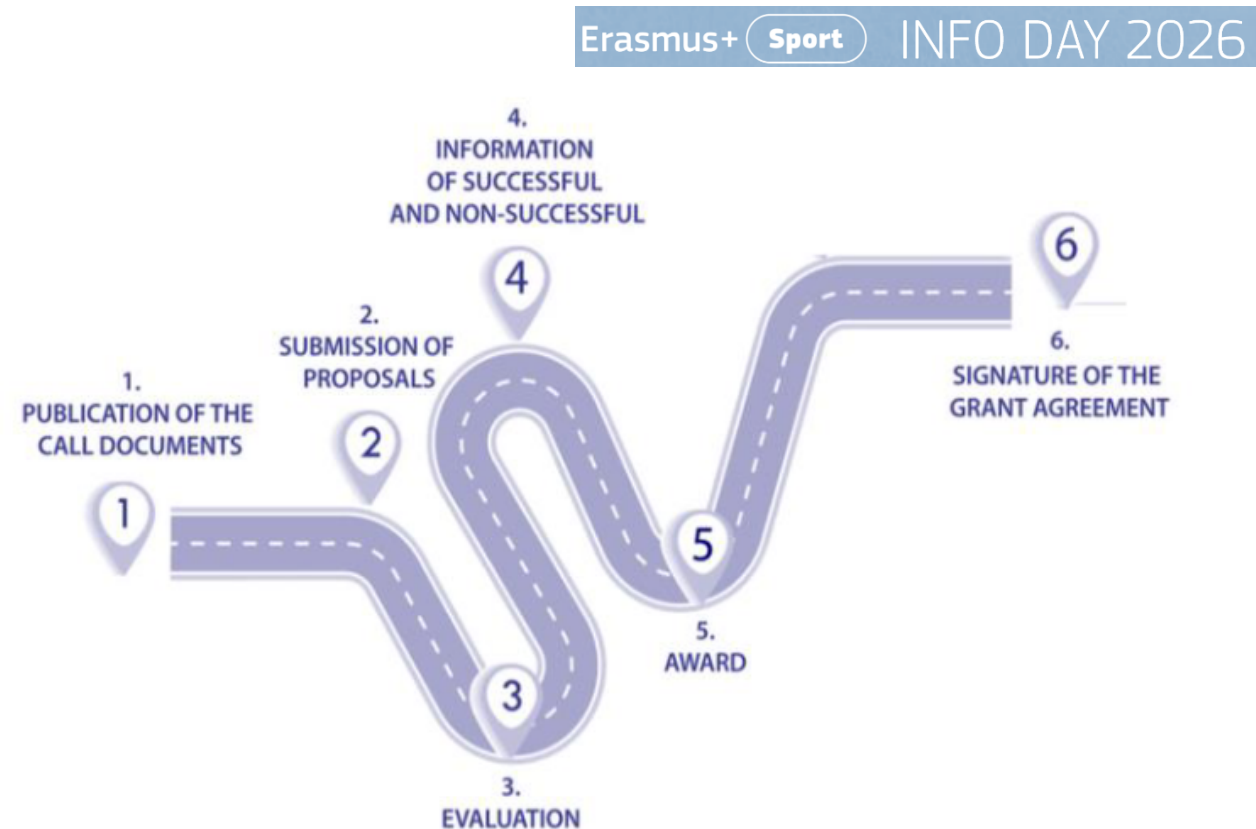 Erasmus+ Sport INFO DAY 2026
4.
INFORMATION
OF SUCCESSFUL
AND NON-SUCCESSFUL
4
6
2.
SUBMISSION OF
PROPOSALS
2
6.
SIGNATURE OF THE
GRANT AGREEMENT
1.
PUBLICATION OF THE
CALL DOCUMENTS
1
5
5.
AWARD
3
3.
EVALUATION